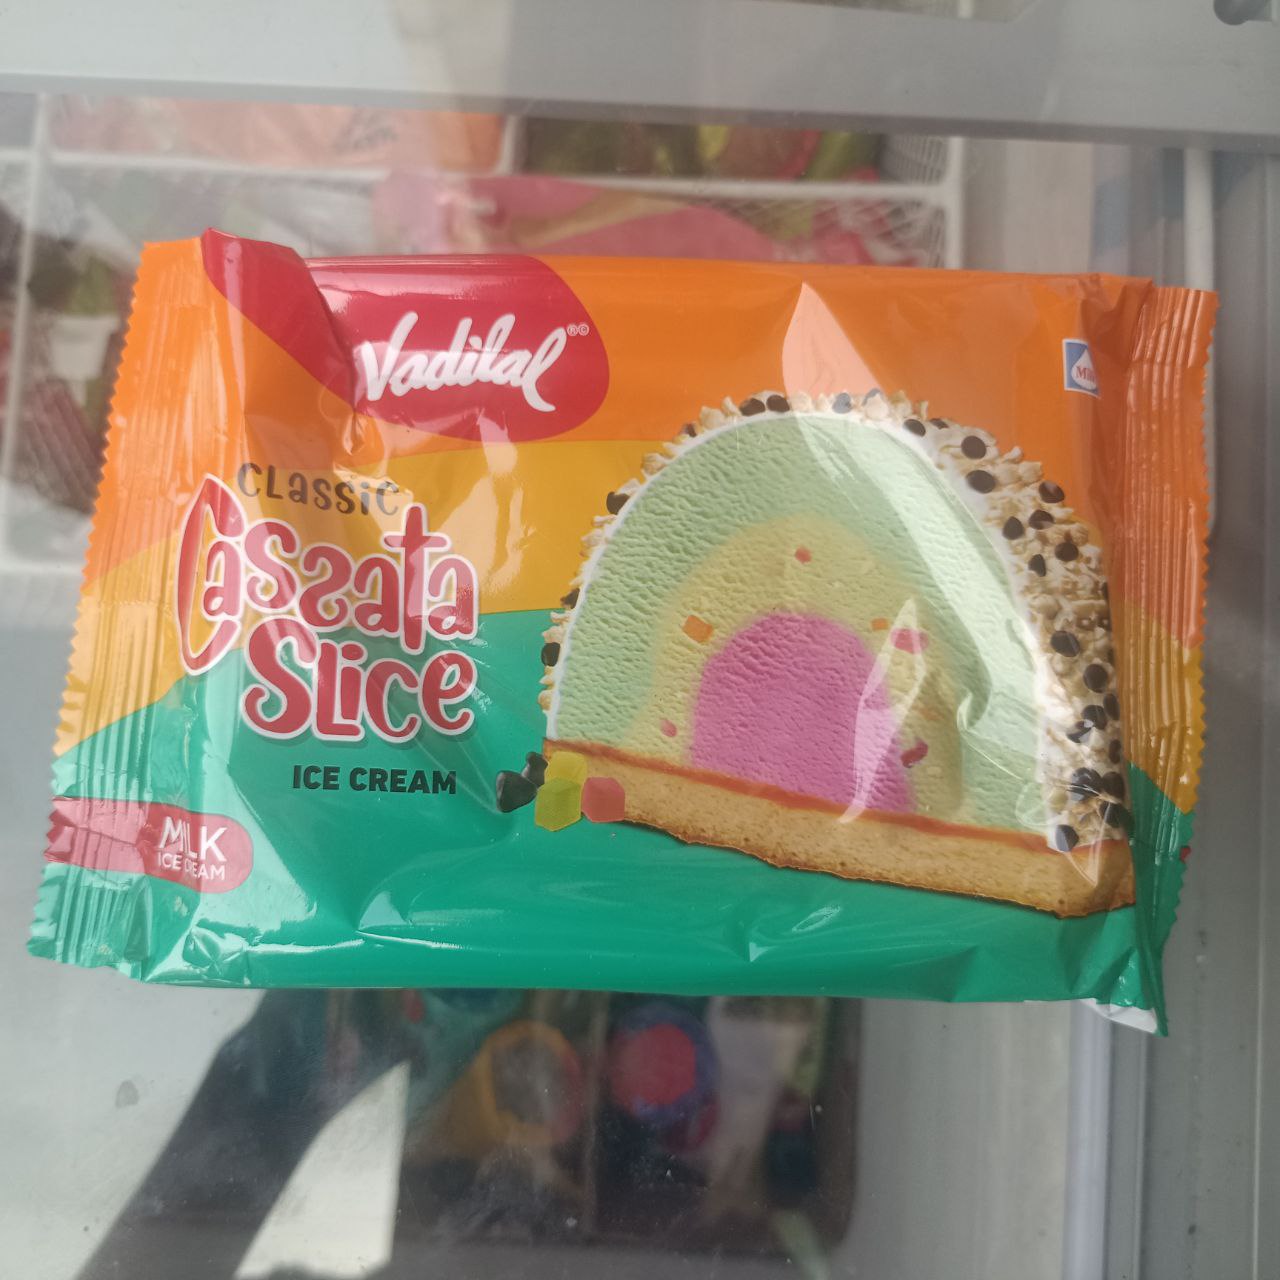 Vadilal
CLASSIC
Cassata
SLICE
ICE CREAM
MILK
ICE CREAM